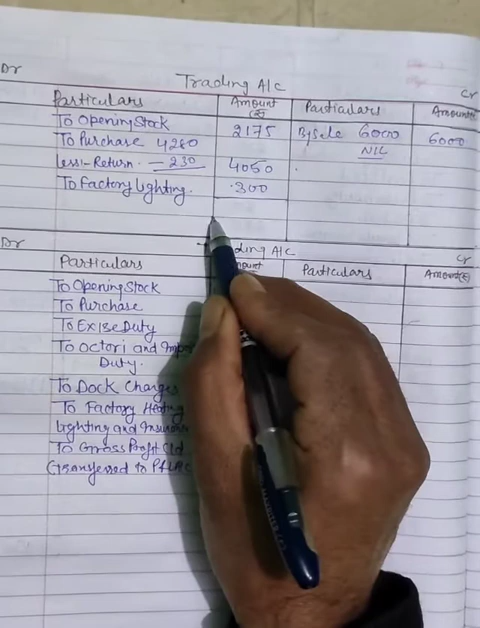 Dr Trading A/c Cr
Particulars Amount (₹) Particulars Amount
To Opening Stock 2175 By Sale 6000 6000
To Purchase 4280 NIL
Less:- Return. - 230 4050
To Factory Lighting. 300
Dr Trading A/c Cr
Particulars Particulars Amount(₹)
To Opening Stock
To Purchase
To Exise Duty
To Octori and
Duty.
To Dock Charges
To Factory Heating
Lighting and
To Gross Profit C/d
(Transferred to P&L A/c